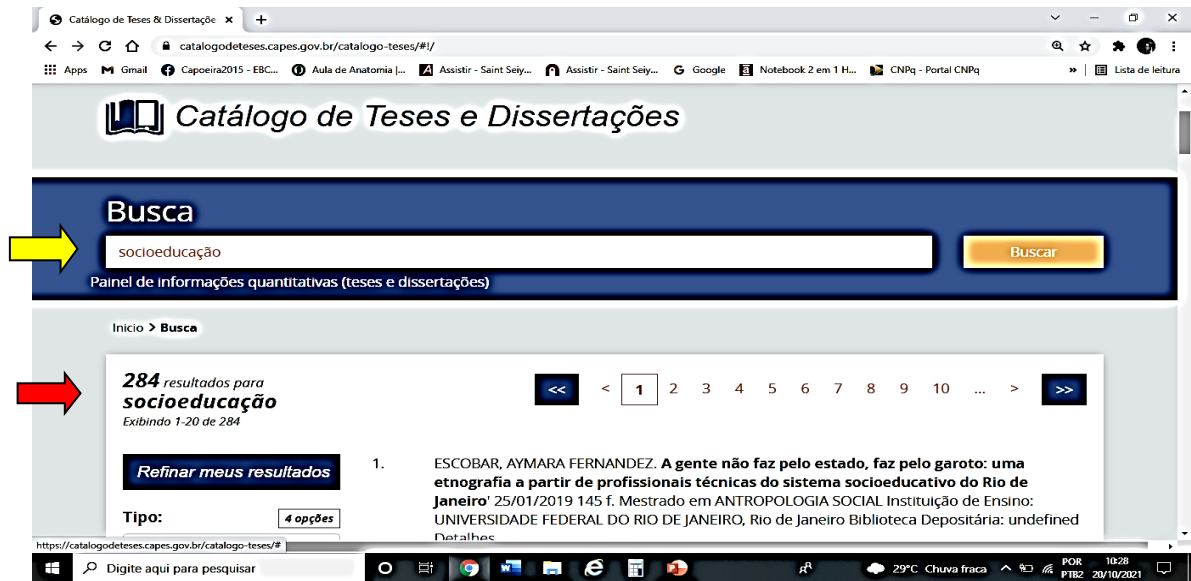 Catálogo de Teses & Dissertaçõe
catalogodeteses.capes.gov.br/catalogo-teses/#!/
Apps Gmail Capoeira2015 - EBC... Aula de Anatomia |... Assistir - Saint Seiy... Assistir - Saint Seiy... Google Notebook 2 em 1 H... CNPq - Portal CNPq » Lista de leitura
Catálogo de Teses e Dissertações
Busca
socioeducação Buscar
Painel de informações quantitativas (teses e dissertações)
Inicio > Busca
284 resultados para
socioeducação
Exibindo 1-20 de 284
<< < 1 2 3 4 5 6 7 8 9 10 ... > >>
Refinar meus resultados
Tipo: 4 opções
1. ESCOBAR, AYMARA FERNANDEZ. A gente não faz pelo estado, faz pelo garoto: uma
etnografia a partir de profissionais técnicas do sistema socioeducativo do Rio de
Janeiro' 25/01/2019 145 f. Mestrado em ANTROPOLOGIA SOCIAL Instituição de Ensino:
UNIVERSIDADE FEDERAL DO RIO DE JANEIRO, Rio de Janeiro Biblioteca Depositária: undefined
Detalhes
https://catalogodeteses.capes.gov.br/catalogo-teses/#
Digite aqui para pesquisar 29°C Chuva fraca POR 10:28
PTB2 20/10/2021